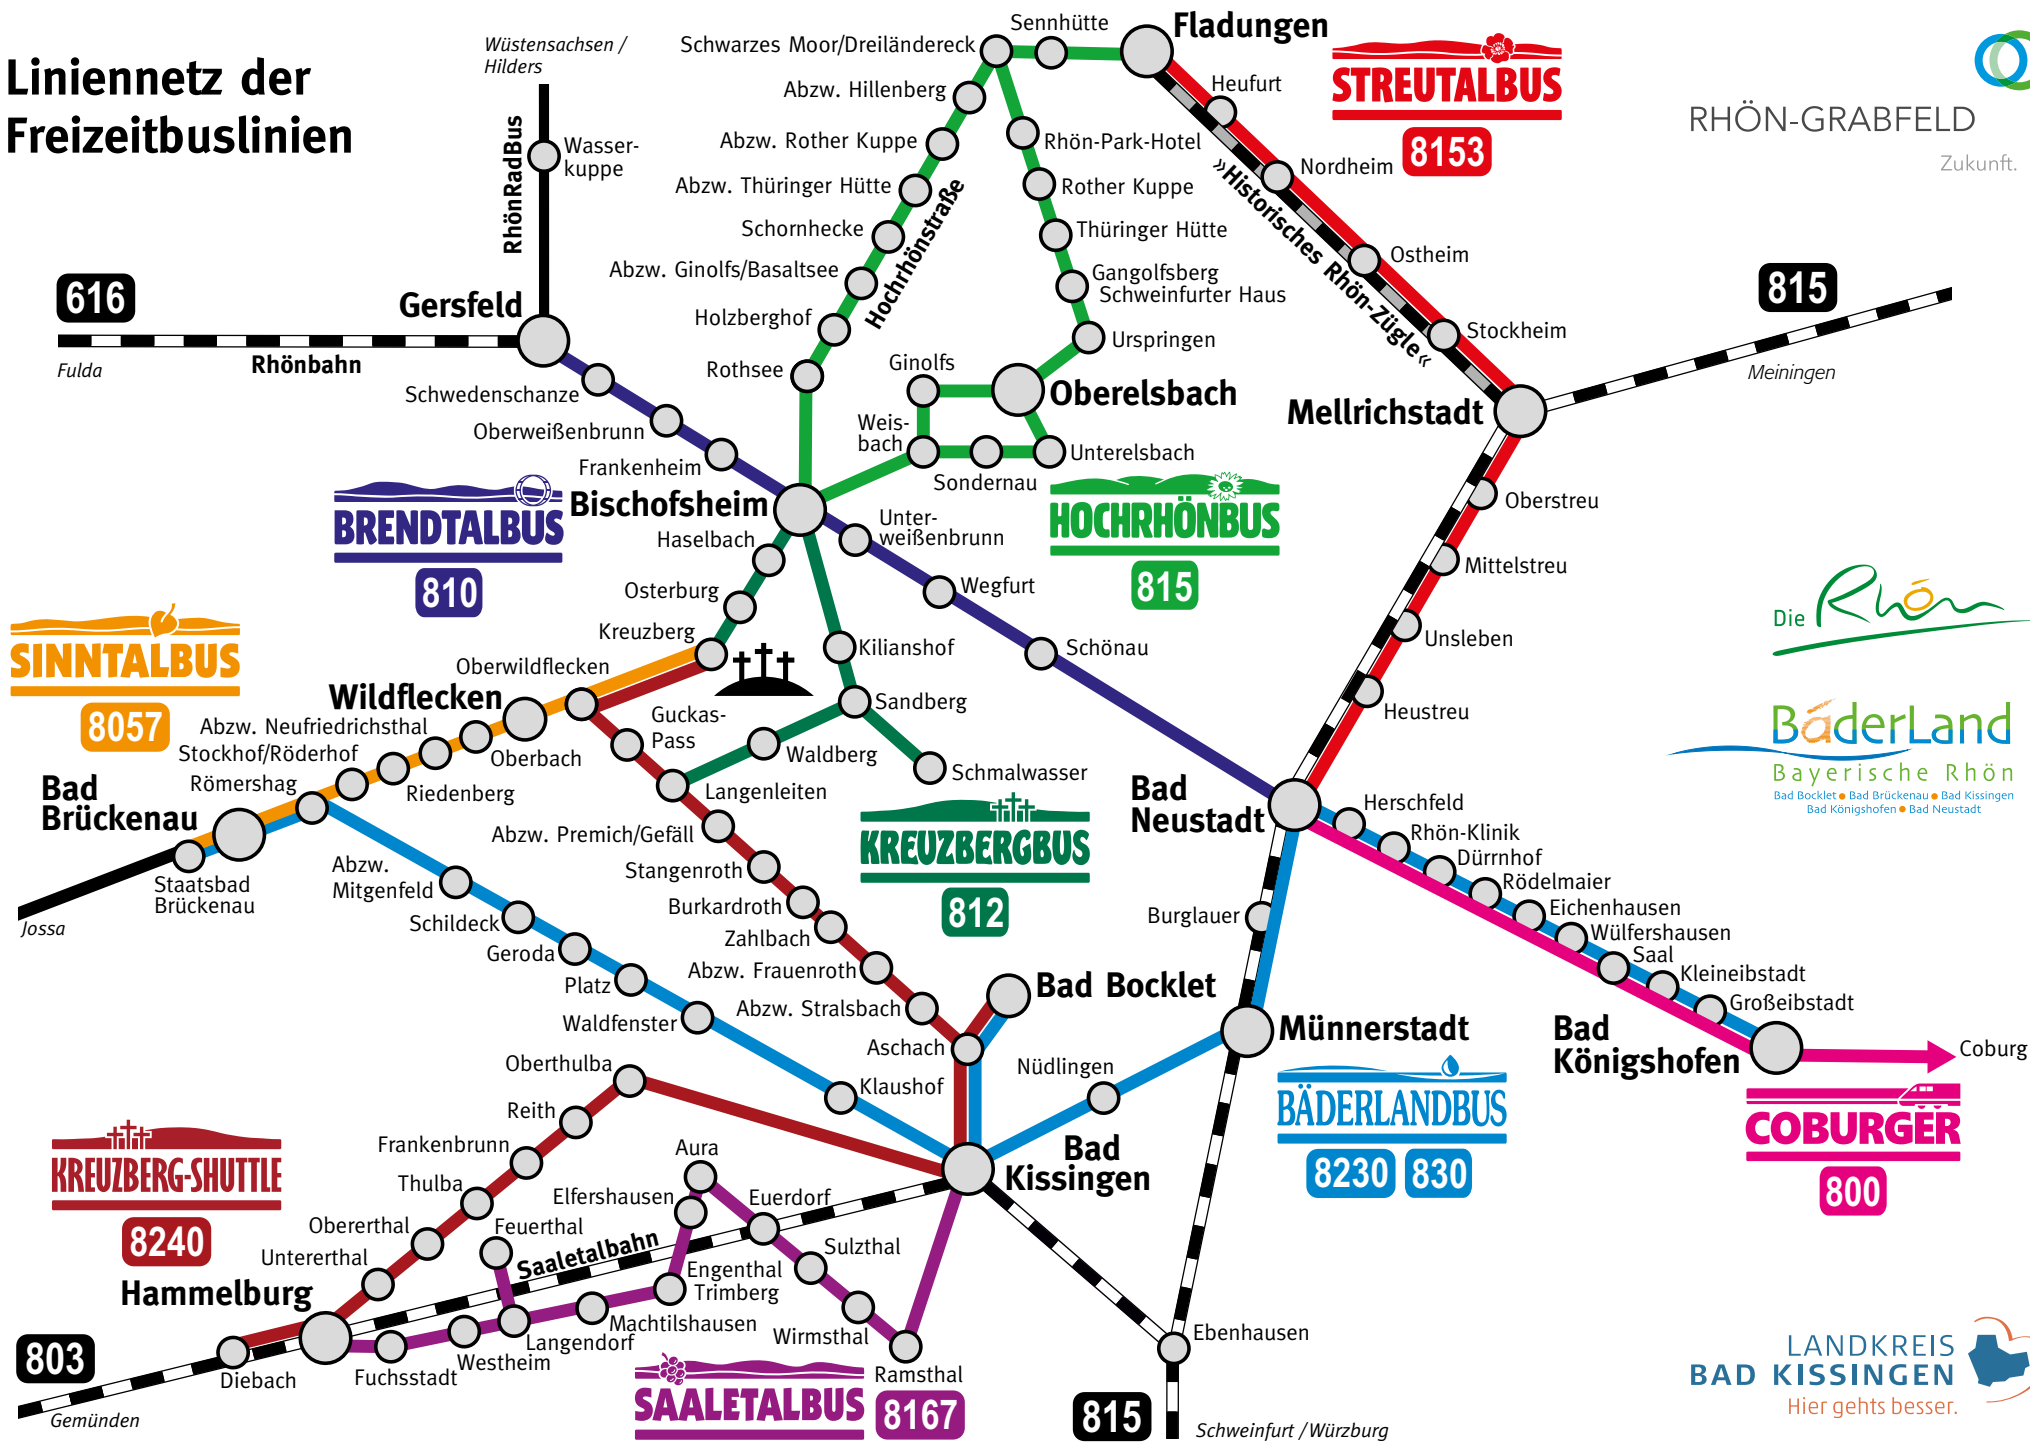 Liniennetz der
Freizeitbuslinien
Wüstensachsen /
Hilders
RhönRadBus
Wasser-
kuppe
616
Fulda
Rhönbahn
Gersfeld
Schwedenschanze
Oberweißenbrunn
Frankenheim
BRENDTALBUS
810
Bischofsheim
Sennhütte
Schwarzes Moor/Dreiländereck
Abzw. Hillenberg
Abzw. Rother Kuppe
Abzw. Thüringer Hütte
Schornhecke
Abzw. Ginolfs/Basaltsee
Holzberghof
Rothsee
Hochrhönstraße
Fladungen
Rhön-Park-Hotel
Rother Kuppe
Thüringer Hütte
Gangolfsberg
Schweinfurter Haus
Urspringen
Ginolfs
Oberelsbach
Weis-
bach
Sondernau
Unterelsbach
HOCHRHÖNBUS
815
STREUTALBUS
8153
Heufurt
Nordheim
Ostheim
Stockheim
»Historisches Rhön-Zügle«
Mellrichstadt
815
Meiningen
RHÖN-GRABFELD
Zukunft.
Oberstreu
Mittelstreu
Unsleben
Heustreu
Die Rhön
BäderLand
Bayerische Rhön
Bad Bocklet ● Bad Brückenau ● Bad Kissingen
Bad Königshofen ● Bad Neustadt
Unter-
weißenbrunn
Wegfurt
Schönau
Haselbach
Osterburg
Kreuzberg
Kilianshof
Sandberg
Waldberg
Schmalwasser
KREUZBERGBUS
812
SINNTALBUS
8057
Oberwildflecken
Wildflecken
Abzw. Neufriedrichsthal
Stockhof/Röderhof
Römershag
Oberbach
Riedenberg
Bad
Brückenau
Staatsbad
Brückenau
Jossa
Guckas-
Pass
Langenleiten
Abzw. Premich/Gefäll
Stangenroth
Burkardroth
Zahlbach
Abzw. Frauenroth
Abzw. Stralsbach
Aschach
Bad Bocklet
Abzw.
Mitgenfeld
Schildeck
Geroda
Platz
Waldfenster
Klaushof
Bad
Neustadt
Herschfeld
Rhön-Klinik
Dürrnhof
Rödelmaier
Eichenhausen
Wülfershausen
Saal
Kleineibstadt
Großeibstadt
Bad
Königshofen
Coburg
COBURGER
800
Burglauer
Münnerstadt
Nüdlingen
BÄDERLANDBUS
8230
830
Bad
Kissingen
Oberthulba
Reith
Frankenbrunn
Thulba
Obererthal
Untererthal
KREUZBERG-SHUTTLE
8240
Hammelburg
Diebach
803
Gemünden
Feuerthal
Saaletalbahn
Aura
Elfershausen
Euerdorf
Sulzthal
Engenthal
Trimberg
Machtilshausen
Langendorf
Westheim
Fuchsstadt
Wirmsthal
Ramsthal
SAALETALBUS
8167
Ebenhausen
815
Schweinfurt / Würzburg
LANDKREIS
BAD KISSINGEN
Hier gehts besser.